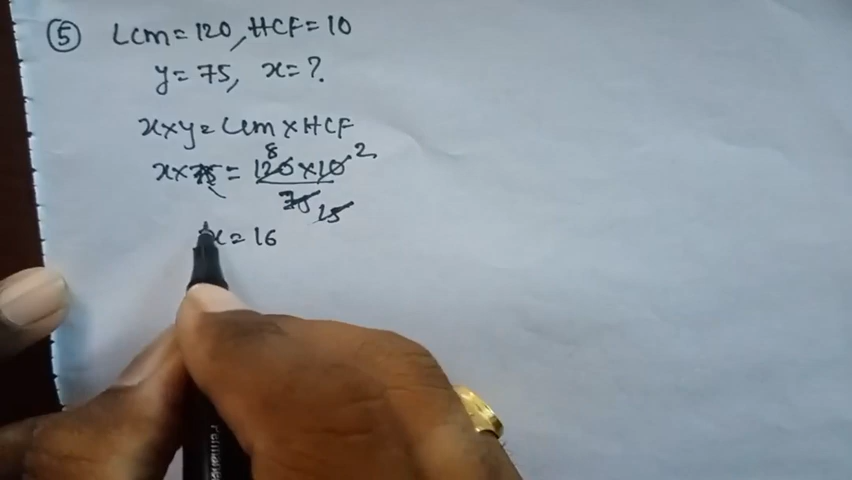 5 Lcm = 120, HCF = 10
y = 75, x = ?
x × y = Lcm × HCF
8 2
x × 75 = 120 × 10
75 15
x = 16